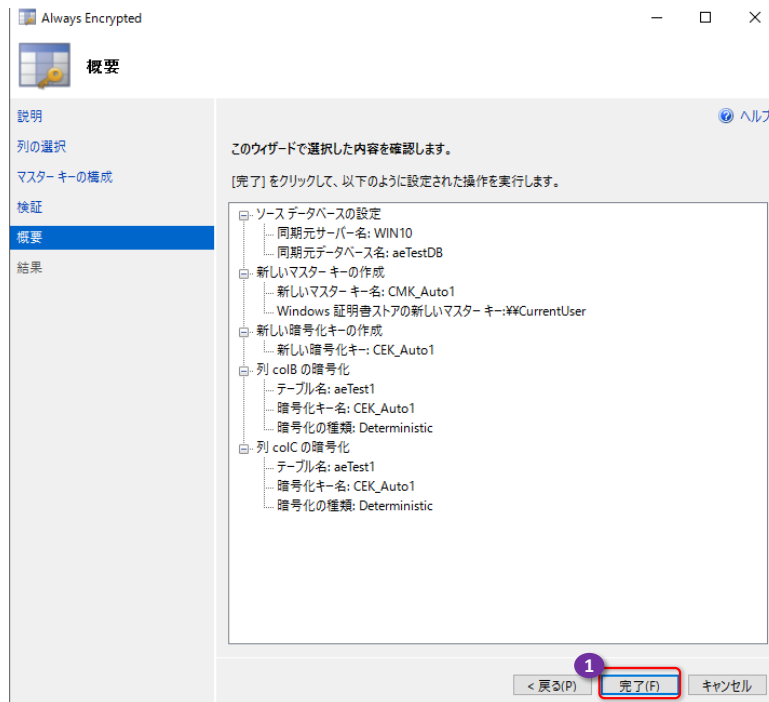 Always Encrypted
概要
説明
列の選択
マスター キーの構成
検証
概要
結果
ヘルプ
このウィザードで選択した内容を確認します。
[完了] をクリックして、以下のように設定された操作を実行します。
ソース データベースの設定
同期元サーバー名: WIN10
同期元データベース名: aeTestDB
新しいマスター キーの作成
新しいマスター キー名: CMK_Auto1
Windows 証明書ストアの新しいマスター キー:¥¥CurrentUser
新しい暗号化キーの作成
新しい暗号化キー: CEK_Auto1
列 colB の暗号化
テーブル名: aeTest1
暗号化キー名: CEK_Auto1
暗号化の種類: Deterministic
列 colC の暗号化
テーブル名: aeTest1
暗号化キー名: CEK_Auto1
暗号化の種類: Deterministic
1
< 戻る(P)
完了(F)
キャンセル